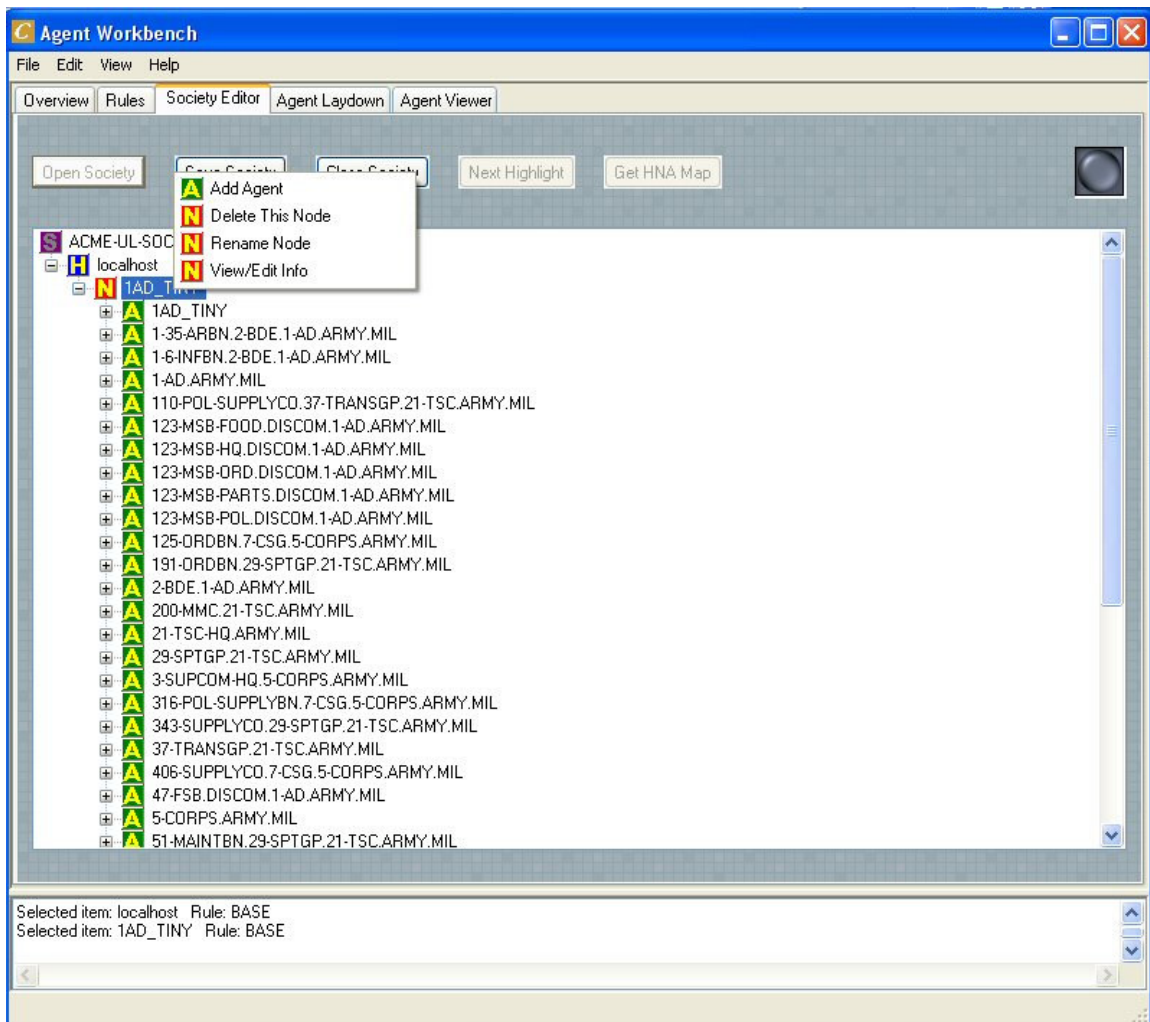 C Agent Workbench
File Edit View Help
Overview Rules Society Editor Agent Laydown Agent Viewer
Open Society Save Society Close Society Next Highlight Get HNA Map
A Add Agent
N Delete This Node
N Rename Node
N View/Edit Info
S ACME-UL-SOC
H localhost
N 1AD_TINY
A 1AD_TINY
A 1-35-ARBN.2-BDE.1-AD.ARMY.MIL
A 1-6-INFBN.2-BDE.1-AD.ARMY.MIL
A 1-AD.ARMY.MIL
A 110-POL-SUPPLYCO.37-TRANSGP.21-TSC.ARMY.MIL
A 123-MSB-FOOD.DISCOM.1-AD.ARMY.MIL
A 123-MSB-HQ.DISCOM.1-AD.ARMY.MIL
A 123-MSB-ORD.DISCOM.1-AD.ARMY.MIL
A 123-MSB-PARTS.DISCOM.1-AD.ARMY.MIL
A 123-MSB-POL.DISCOM.1-AD.ARMY.MIL
A 125-ORDBN.7-CSG.5-CORPS.ARMY.MIL
A 191-ORDBN.29-SPTGP.21-TSC.ARMY.MIL
A 2-BDE.1-AD.ARMY.MIL
A 200-MMC.21-TSC.ARMY.MIL
A 21-TSC-HQ.ARMY.MIL
A 29-SPTGP.21-TSC.ARMY.MIL
A 3-SUPCOM-HQ.5-CORPS.ARMY.MIL
A 316-POL-SUPPLYBN.7-CSG.5-CORPS.ARMY.MIL
A 343-SUPPLYCO.29-SPTGP.21-TSC.ARMY.MIL
A 37-TRANSGP.21-TSC.ARMY.MIL
A 406-SUPPLYCO.7-CSG.5-CORPS.ARMY.MIL
A 47-FSB.DISCOM.1-AD.ARMY.MIL
A 5-CORPS.ARMY.MIL
A 51-MAINTBN.29-SPTGP.21-TSC.ARMY.MIL
Selected item: localhost Rule: BASE
Selected item: 1AD_TINY Rule: BASE